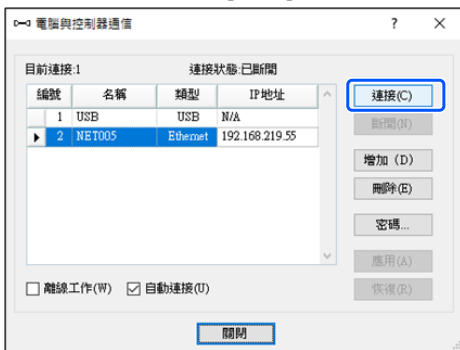 電腦與控制器通信 ? ×
目前連接:1 連接狀態:已斷開
編號 名稱 類型 IP地址
1 USB USB N/A
2 NET005 Ethernet 192.168.219.55
連接(C)
斷開(N)
增加 (D)
刪除(E)
密碼...
應用(A)
恢復(R)
離線工作(W) 自動連接(U)
關閉